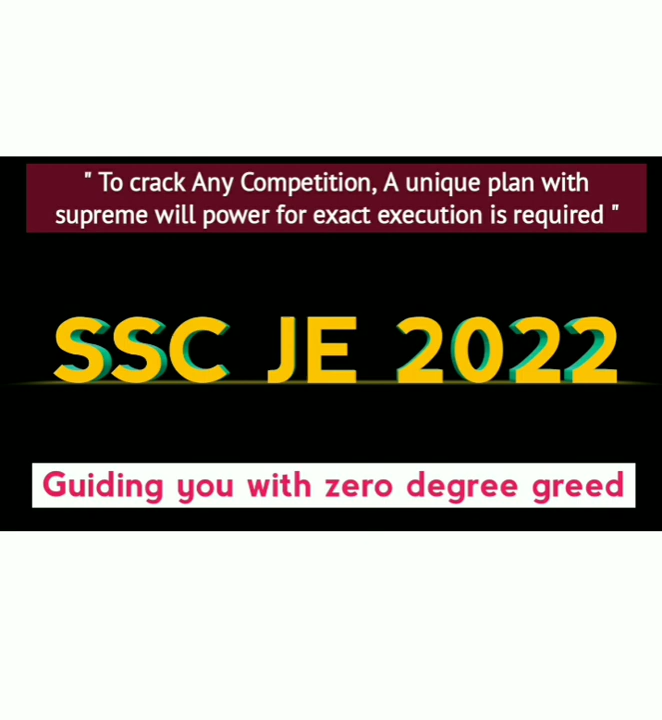 " To crack Any Competition, A unique plan with
supreme will power for exact execution is required "
SSC JE 2022
Guiding you with zero degree greed